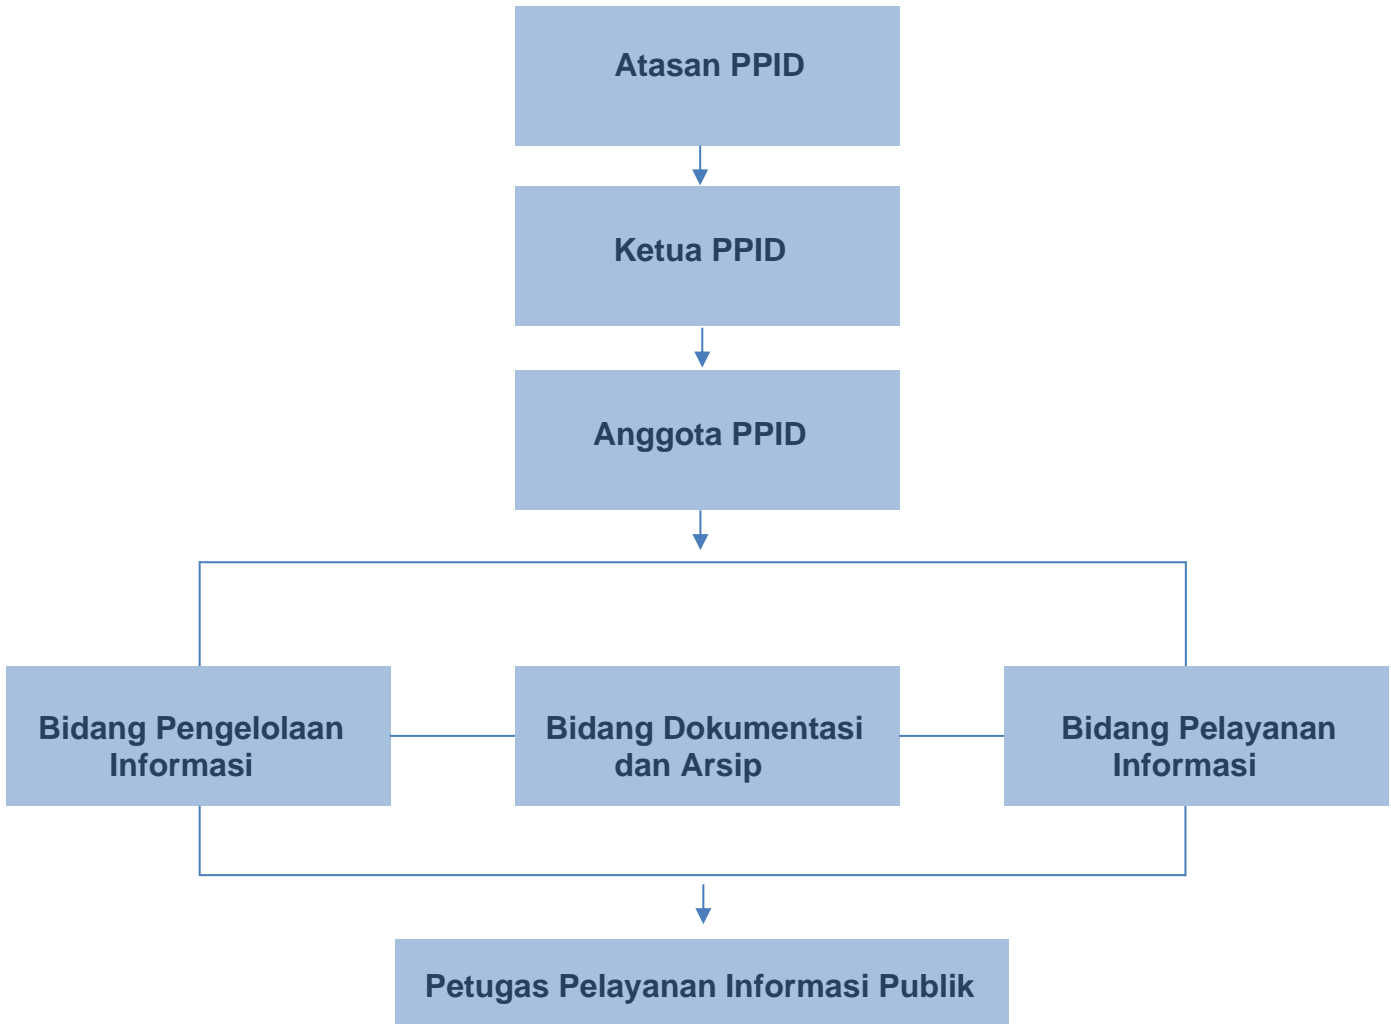 Atasan PPID
Ketua PPID
Anggota PPID
Bidang Pengelolaan
Informasi
Bidang Dokumentasi
dan Arsip
Bidang Pelayanan
Informasi
Petugas Pelayanan Informasi Publik